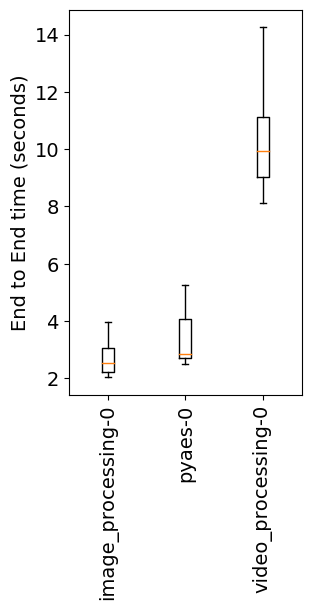 End to End time (seconds)
14
12
10
8
6
4
2
image_processing-0
pyaes-0
video_processing-0